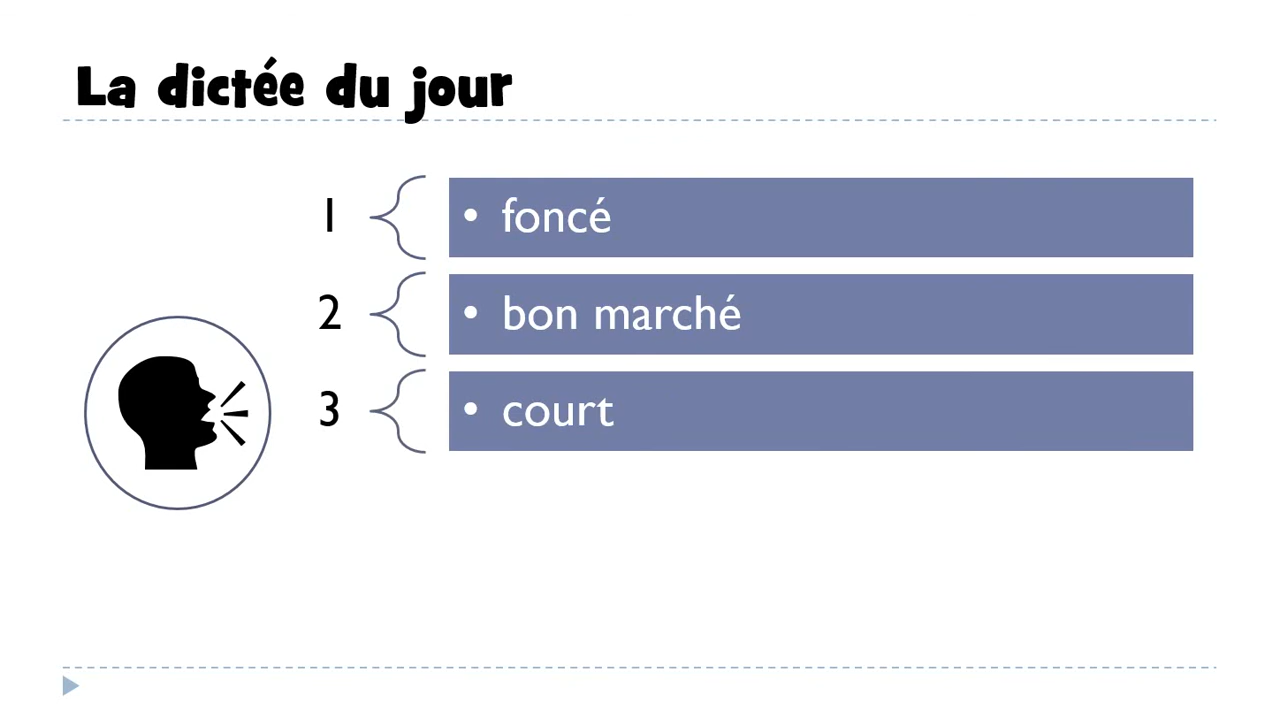 La dictée du jour
1 • foncé
2 • bon marché
3 • court